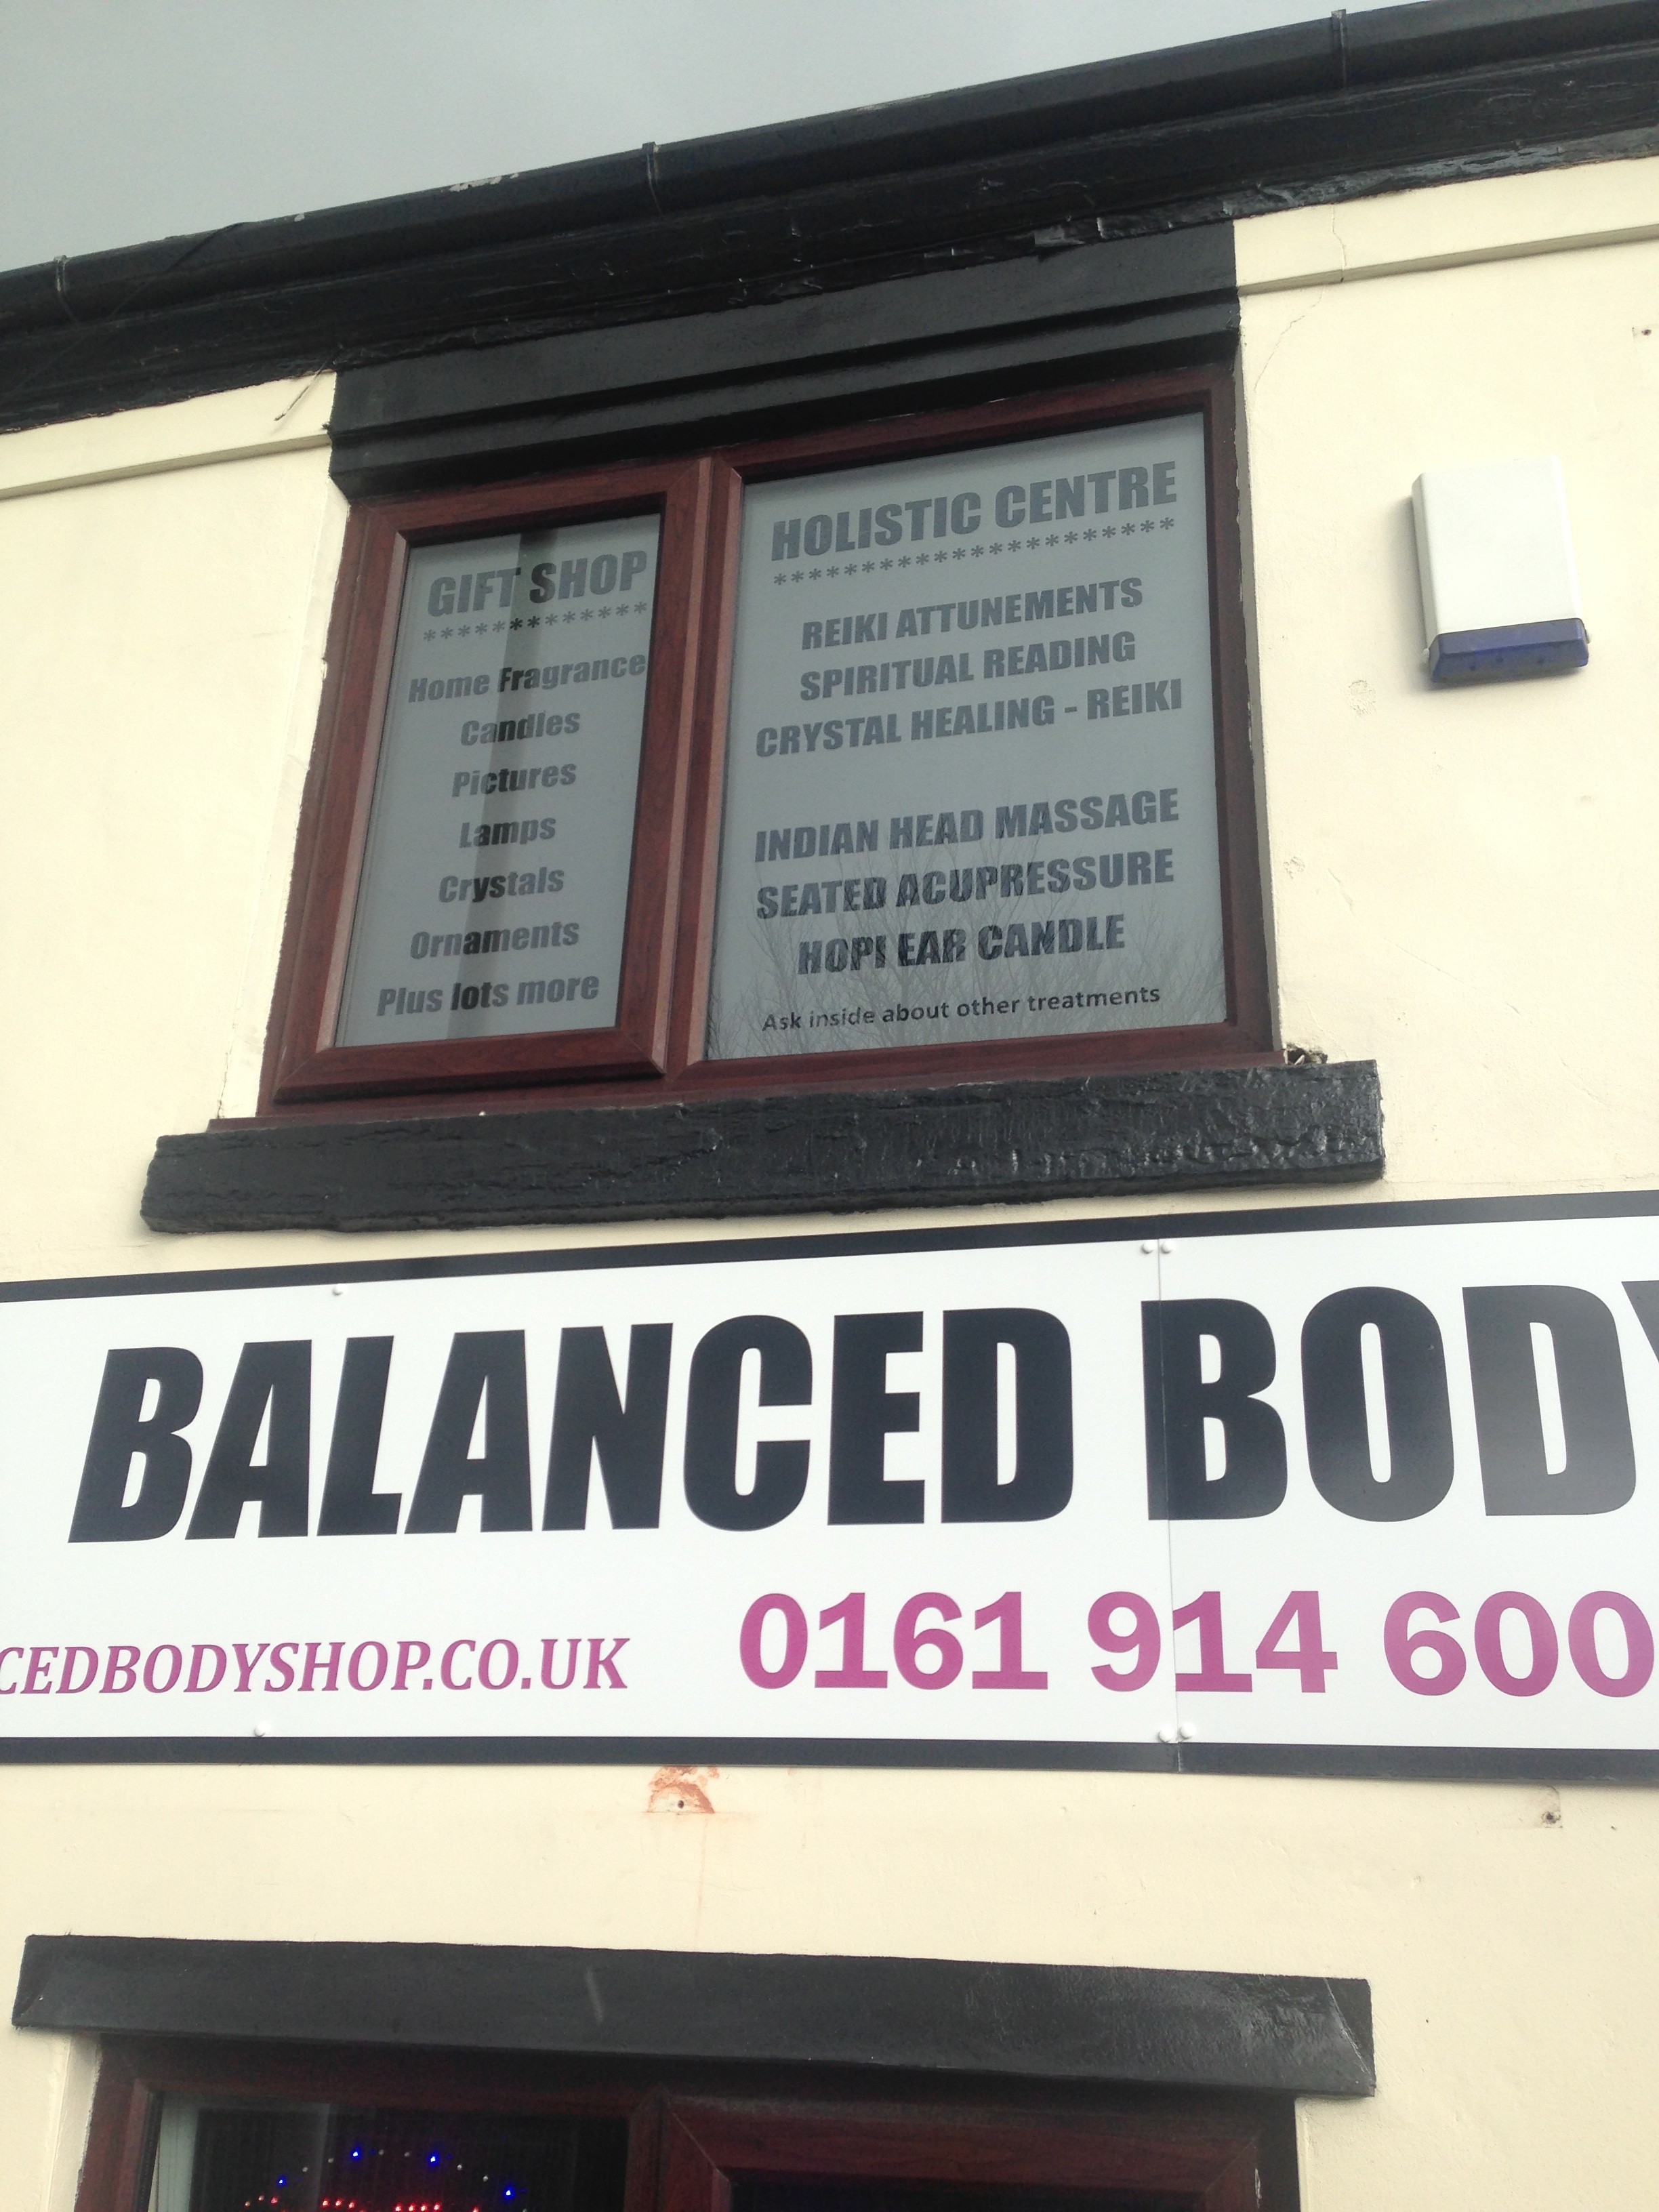 GIFT SHOP
*************
Home Fragrance
Candles
Pictures
Lamps
Crystals
Ornaments
Plus lots more
HOLISTIC CENTRE
***********************
REIKI ATTUNEMENTS
SPIRITUAL READING
CRYSTAL HEALING - REIKI
INDIAN HEAD MASSAGE
SEATED ACUPRESSURE
HOPI EAR CANDLE
Ask inside about other treatments
BALANCED BODY
CEDBODYSHOP.CO.UK 0161 914 600